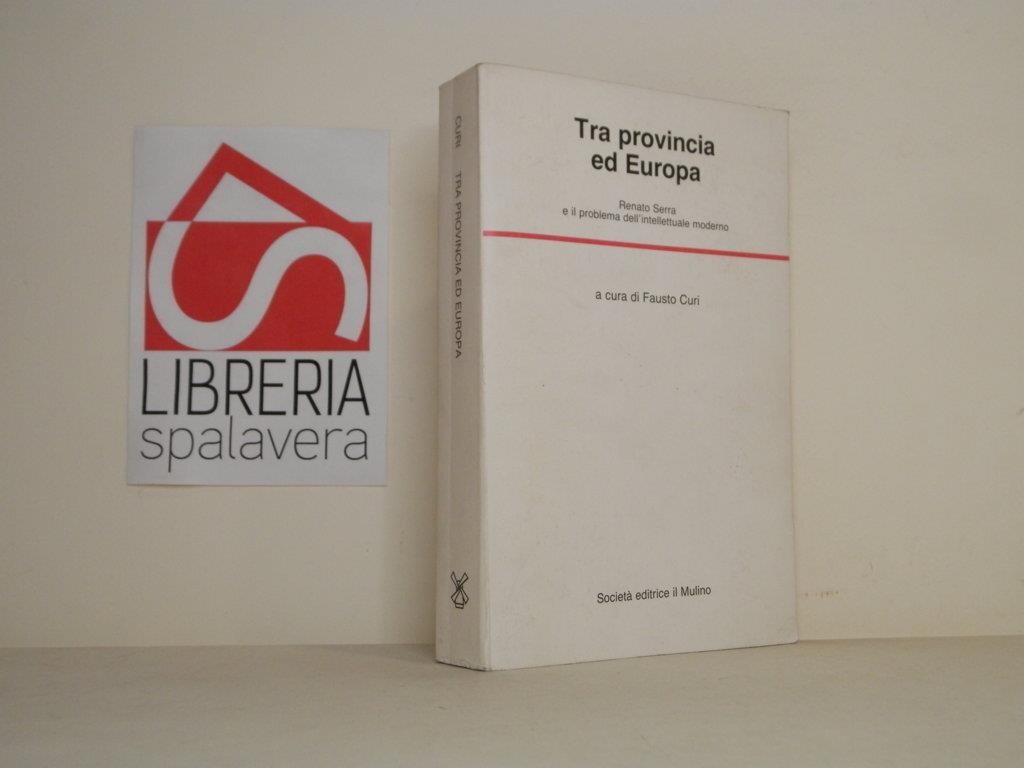 LIBRERIA
spalavera
CURI TRA PROVINCIA ED EUROPA
Tra provincia
ed Europa
Renato Serra
e il problema dell'intellettuale moderno
a cura di Fausto Curi
Società editrice il Mulino